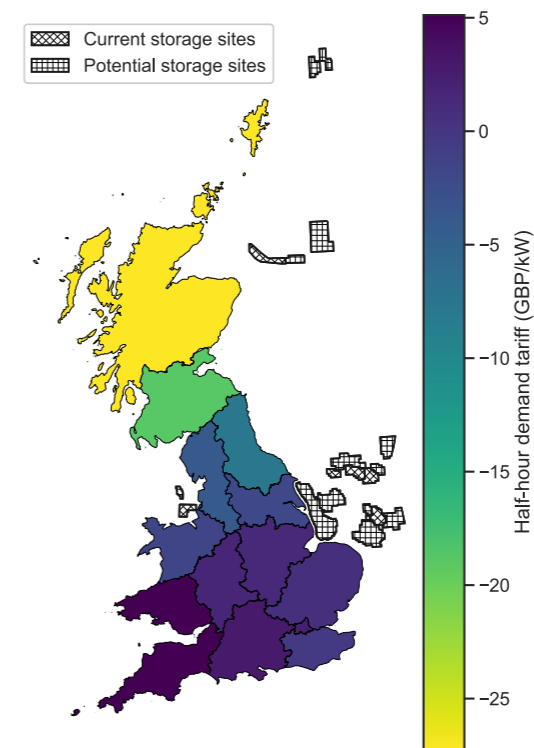 Current storage sites
Potential storage sites
5
0
−5
−10
−15
−20
−25
Half-hour demand tariff (GBP/kW)